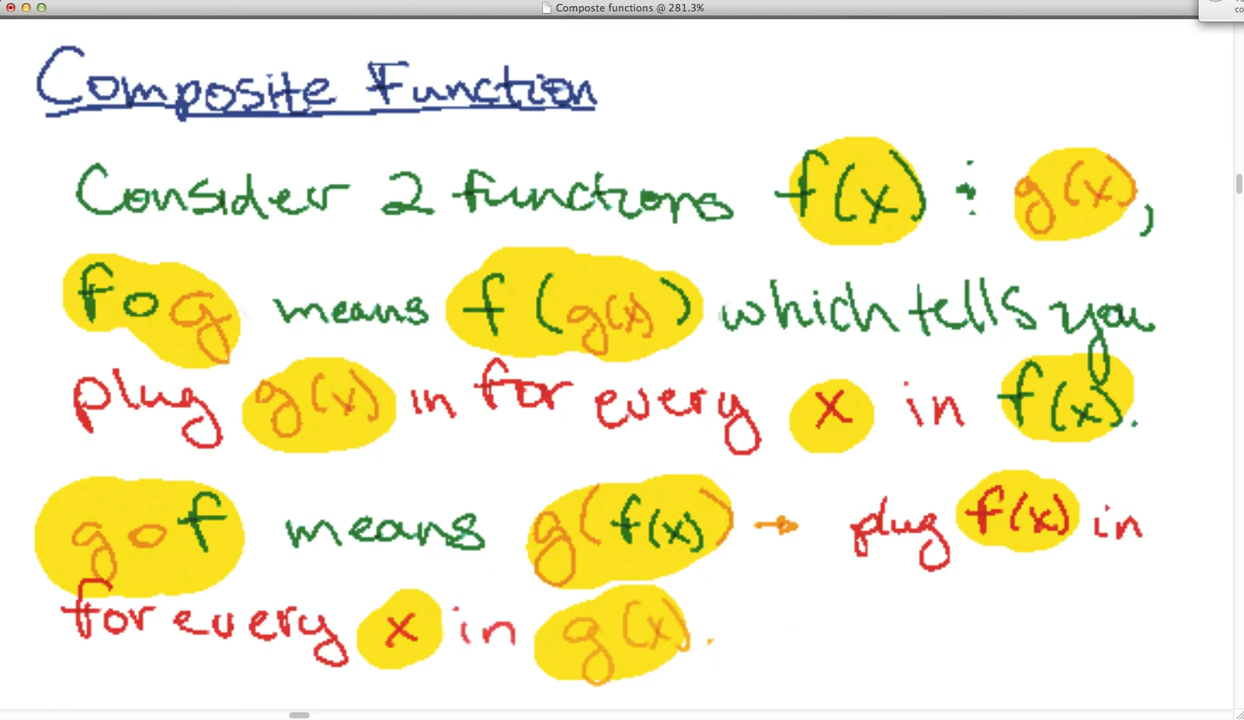 Composte functions @ 281.3%
co
Composite Function
Consider 2 functions f(x) ÷ g(x),
fog means f(g(x)) which tells you
plug g(x) in for every x in f(x).
gof means g(f(x)) → plug f(x) in
for every x in g(x).